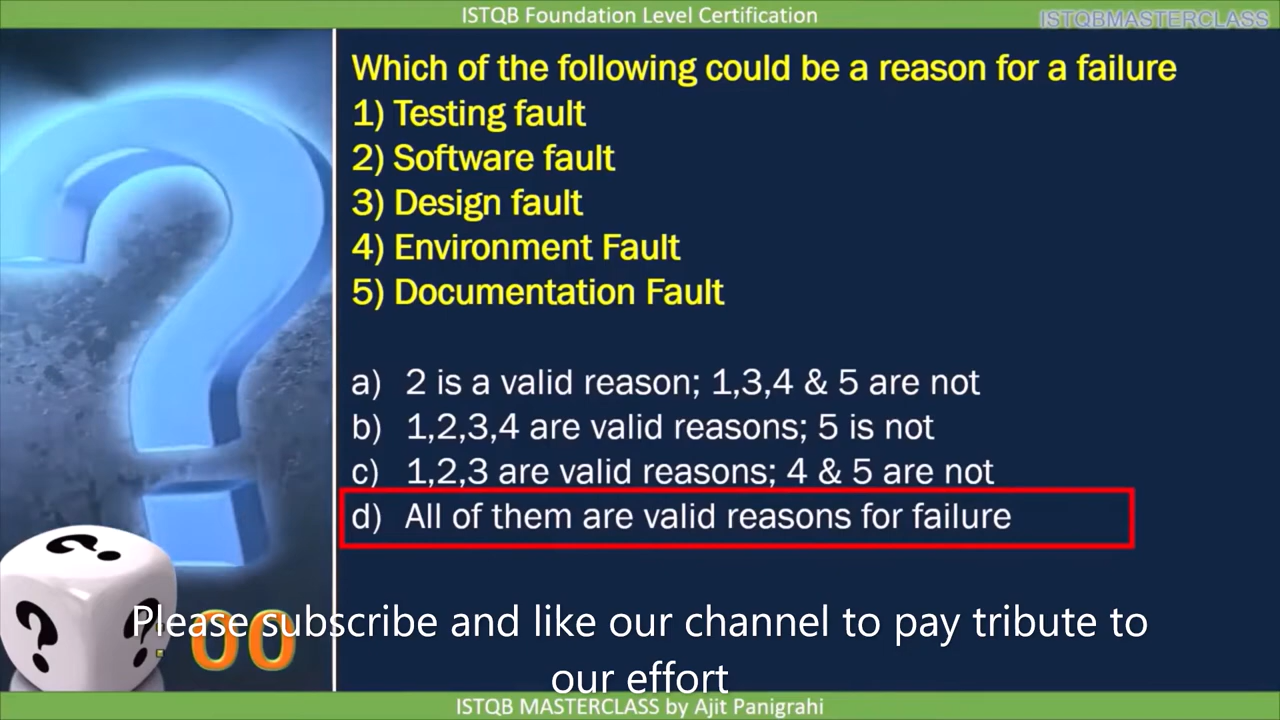 ISTQB Foundation Level Certification
ISTQBMASTERCLASS
Which of the following could be a reason for a failure
1) Testing fault
2) Software fault
3) Design fault
4) Environment Fault
5) Documentation Fault
a) 2 is a valid reason; 1,3,4 & 5 are not
b) 1,2,3,4 are valid reasons; 5 is not
c) 1,2,3 are valid reasons; 4 & 5 are not
d) All of them are valid reasons for failure
: 00
Please subscribe and like our channel to pay tribute to
our effort
ISTQB MASTERCLASS by Ajit Panigrahi